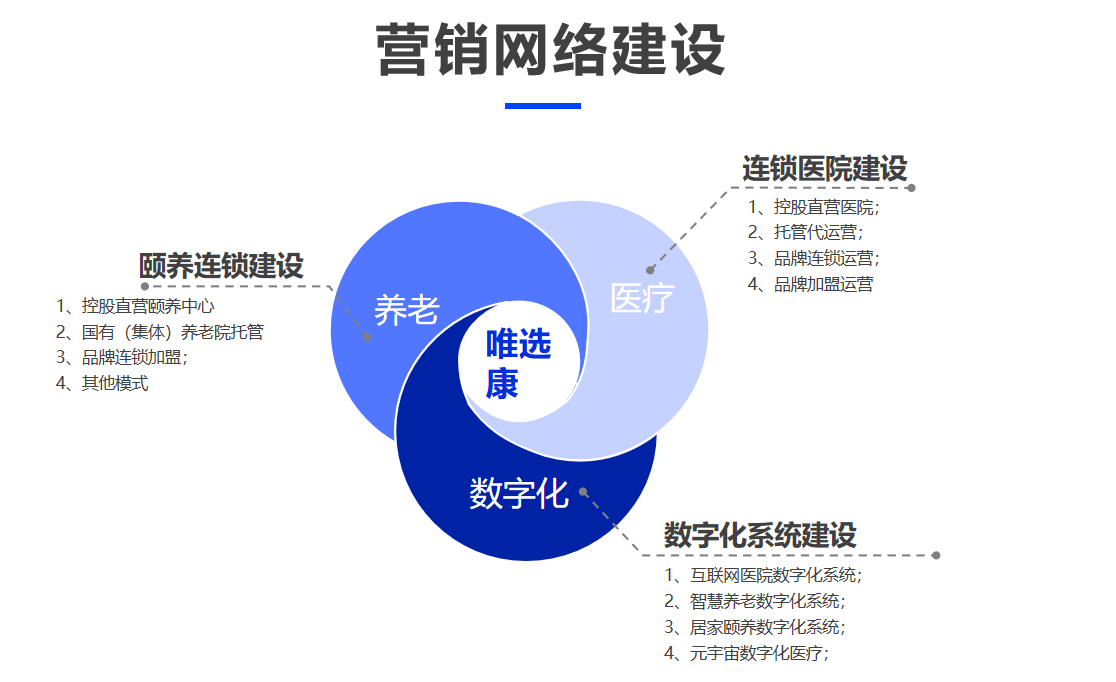 营销网络建设
连锁医院建设
1、控股直营医院；
2、托管代运营；
3、品牌连锁运营；
4、品牌加盟运营
颐养连锁建设
1、控股直营颐养中心
2、国有（集体）养老院托管
3、品牌连锁加盟；
4、其他模式
养老
医疗
唯选
康
数字化
数字化系统建设
1、互联网医院数字化系统；
2、智慧养老数字化系统；
3、居家颐养数字化系统；
4、元宇宙数字化医疗；